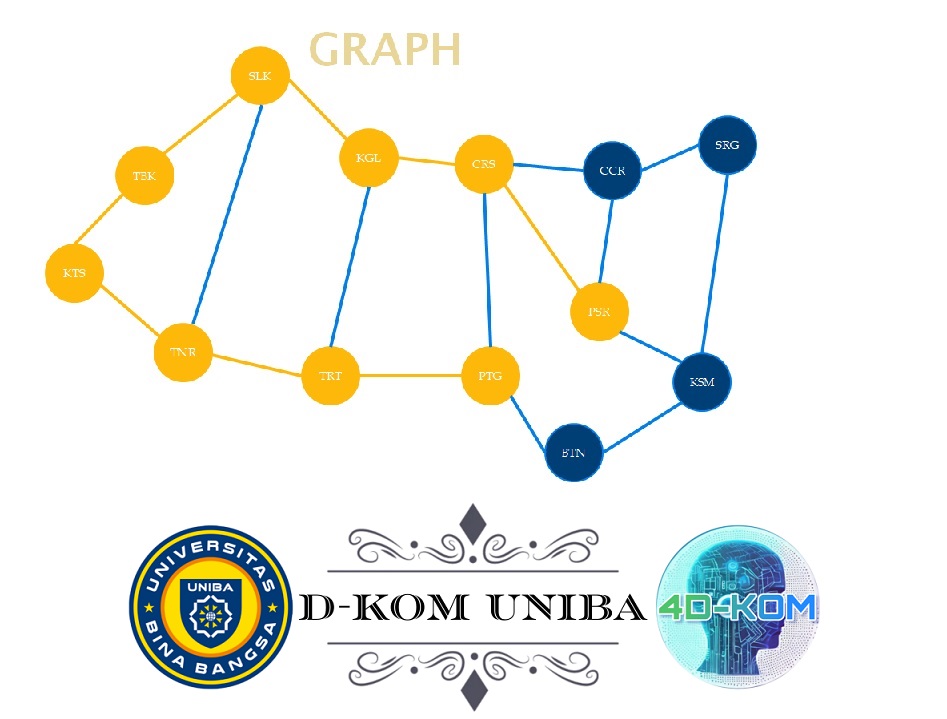 GRAPH
SLK
KGL
CRS
CCR
SRG
TBK
KTS
PSR
TNR
TRT
PTG
KSM
BTN
UNIVERSITAS
UNIBA
BINA BANGSA
D-KOM UNIBA
4D-KOM